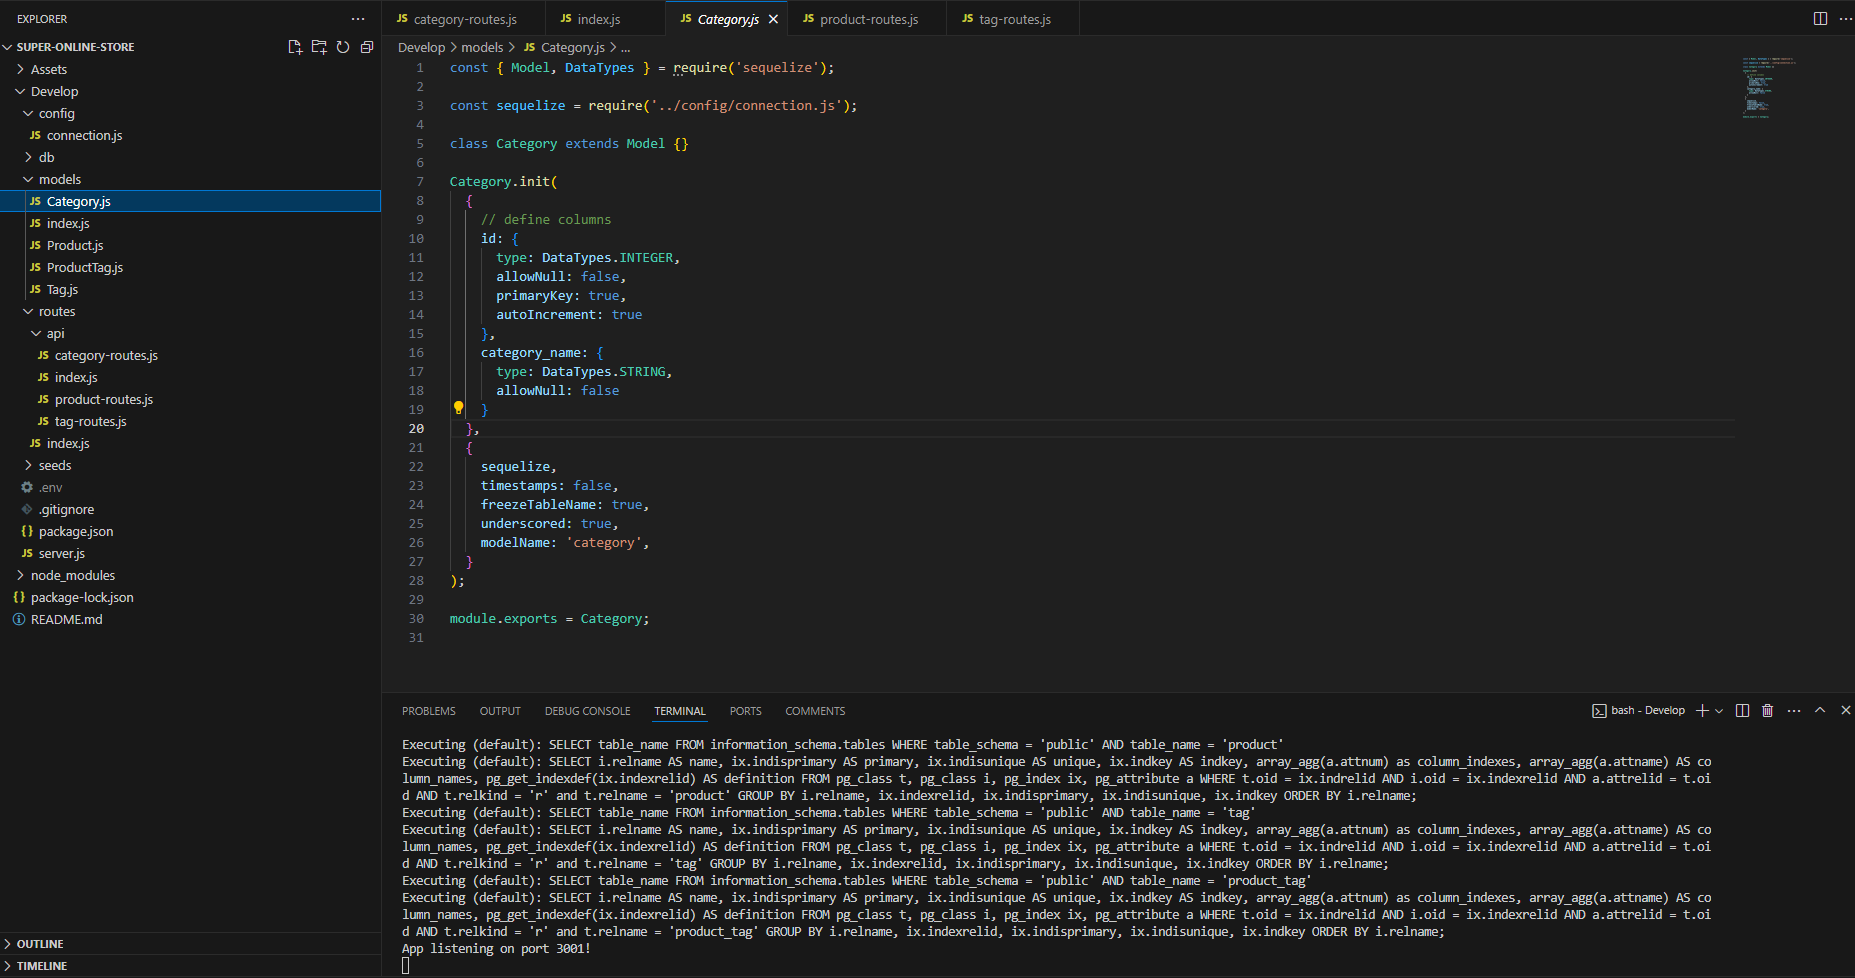 EXPLORER
SUPER-ONLINE-STORE
Assets
Develop
config
JS connection.js
db
models
JS Category.js
JS index.js
JS Product.js
JS ProductTag.js
JS Tag.js
routes
api
JS category-routes.js
JS index.js
JS product-routes.js
JS tag-routes.js
JS index.js
seeds
.env
.gitignore
{} package.json
JS server.js
node_modules
{} package-lock.json
README.md
OUTLINE
TIMELINE
JS category-routes.js JS index.js JS Category.js JS product-routes.js JS tag-routes.js
Develop > models > JS Category.js > ...
1 const { Model, DataTypes } = require('sequelize');
2
3 const sequelize = require('../config/connection.js');
4
5 class Category extends Model {}
6
7 Category.init(
8 {
9 // define columns
10 id: {
11 type: DataTypes.INTEGER,
12 allowNull: false,
13 primaryKey: true,
14 autoIncrement: true
15 },
16 category_name: {
17 type: DataTypes.STRING,
18 allowNull: false
19 }
20 },
21 {
22 sequelize,
23 timestamps: false,
24 freezeTableName: true,
25 underscored: true,
26 modelName: 'category',
27 }
28 );
29
30 module.exports = Category;
31
PROBLEMS OUTPUT DEBUG CONSOLE TERMINAL PORTS COMMENTS bash - Develop
Executing (default): SELECT table_name FROM information_schema.tables WHERE table_schema = 'public' AND table_name = 'product'
Executing (default): SELECT i.relname AS name, ix.indisprimary AS primary, ix.indisunique AS unique, ix.indkey AS indkey, array_agg(a.attnum) as column_indexes, array_agg(a.attname) AS co
lumn_names, pg_get_indexdef(ix.indexrelid) AS definition FROM pg_class t, pg_class i, pg_index ix, pg_attribute a WHERE t.oid = ix.indrelid AND i.oid = ix.indexrelid AND a.attrelid = t.oi
d AND t.relkind = 'r' and t.relname = 'product' GROUP BY i.relname, ix.indexrelid, ix.indisprimary, ix.indisunique, ix.indkey ORDER BY i.relname;
Executing (default): SELECT table_name FROM information_schema.tables WHERE table_schema = 'public' AND table_name = 'tag'
Executing (default): SELECT i.relname AS name, ix.indisprimary AS primary, ix.indisunique AS unique, ix.indkey AS indkey, array_agg(a.attnum) as column_indexes, array_agg(a.attname) AS co
lumn_names, pg_get_indexdef(ix.indexrelid) AS definition FROM pg_class t, pg_class i, pg_index ix, pg_attribute a WHERE t.oid = ix.indrelid AND i.oid = ix.indexrelid AND a.attrelid = t.oi
d AND t.relkind = 'r' and t.relname = 'tag' GROUP BY i.relname, ix.indexrelid, ix.indisprimary, ix.indisunique, ix.indkey ORDER BY i.relname;
Executing (default): SELECT table_name FROM information_schema.tables WHERE table_schema = 'public' AND table_name = 'product_tag'
Executing (default): SELECT i.relname AS name, ix.indisprimary AS primary, ix.indisunique AS unique, ix.indkey AS indkey, array_agg(a.attnum) as column_indexes, array_agg(a.attname) AS co
lumn_names, pg_get_indexdef(ix.indexrelid) AS definition FROM pg_class t, pg_class i, pg_index ix, pg_attribute a WHERE t.oid = ix.indrelid AND i.oid = ix.indexrelid AND a.attrelid = t.oi
d AND t.relkind = 'r' and t.relname = 'product_tag' GROUP BY i.relname, ix.indexrelid, ix.indisprimary, ix.indisunique, ix.indkey ORDER BY i.relname;
App listening on port 3001!